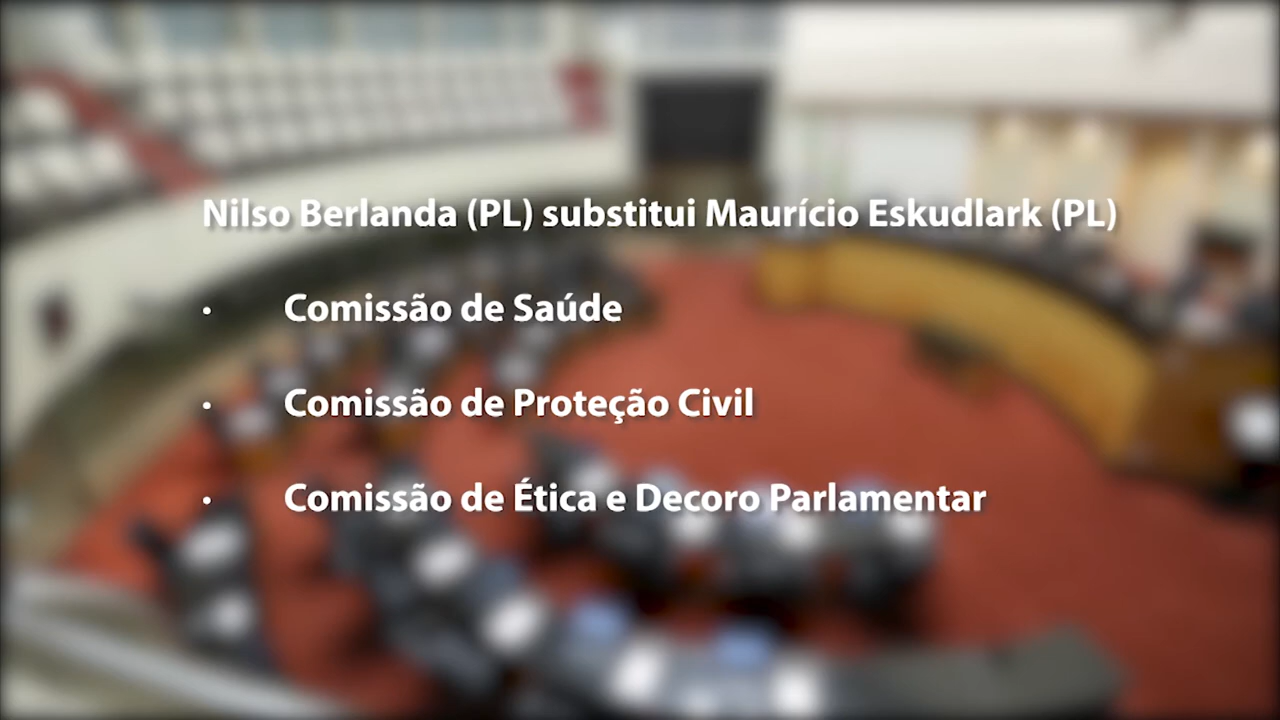 Nilso Berlanda (PL) substitui Maurício Eskudlark (PL)
• Comissão de Saúde
• Comissão de Proteção Civil
• Comissão de Ética e Decoro Parlamentar